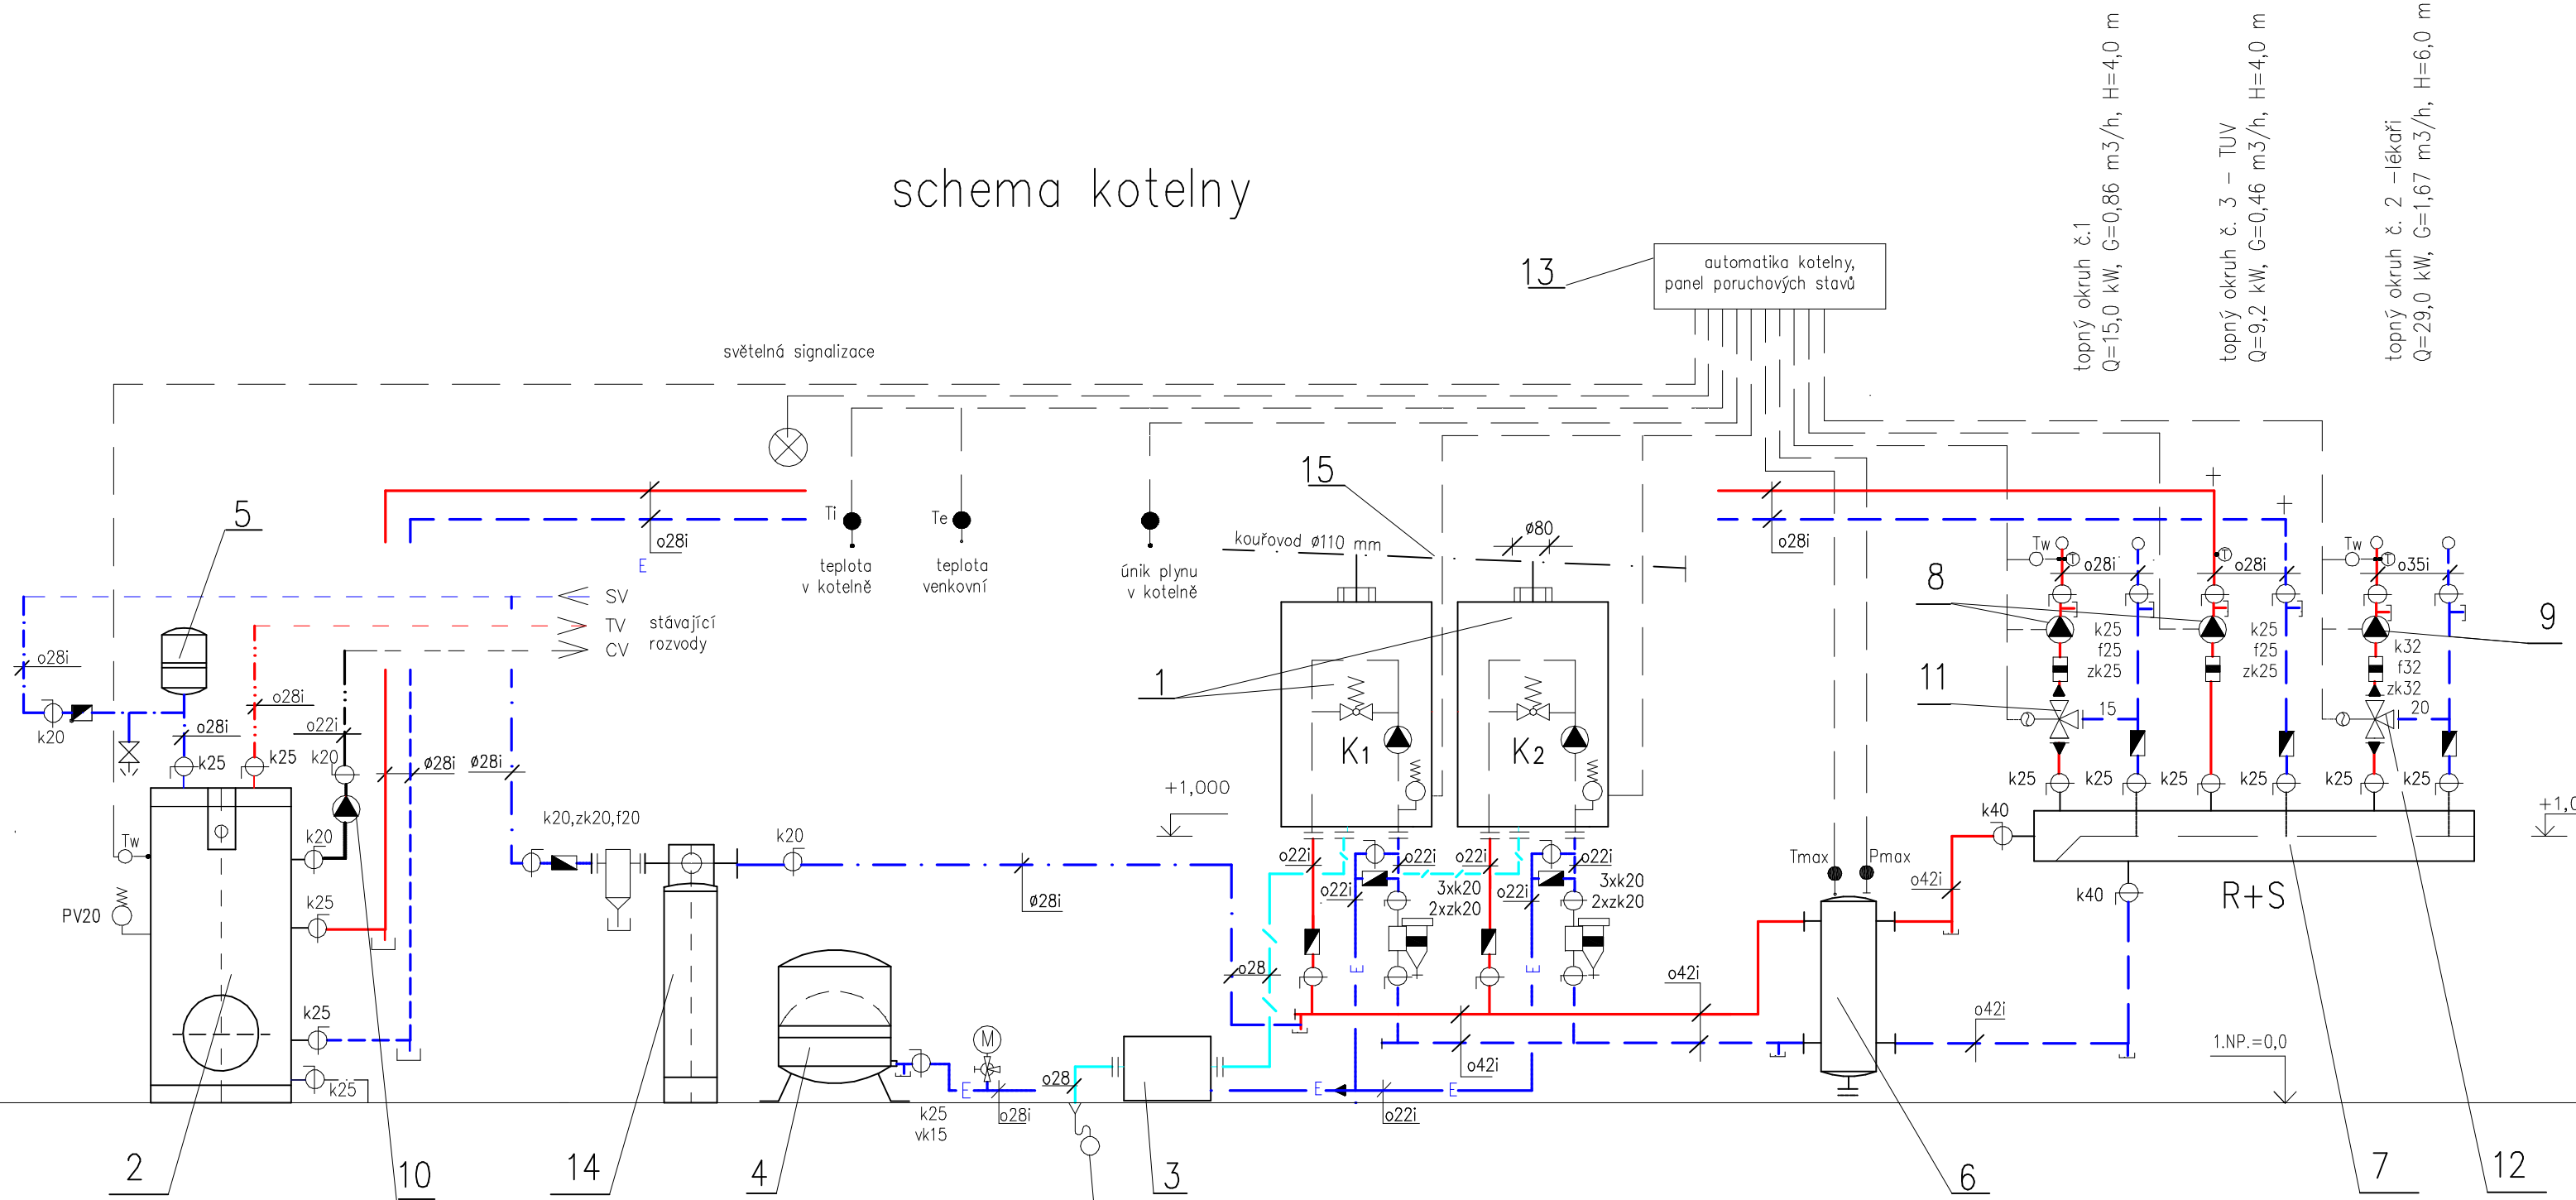 schema kotelny
topný okruh č.1
Q=15,0 kW, G=0,86 m3/h, H=4,0 m
topný okruh č. 3 - TUV
Q=9,2 kW, G=0,46 m3/h, H=4,0 m
topný okruh č. 2 -lékaři
Q=29,0 kW, G=1,67 m3/h, H=6,0 m
13
automatika kotelny,
panel poruchových stavů
světelná signalizace
15
kouřovod ø110 mm
ø80
5
o28i
E
Ti
teplota
v kotelně
Te
teplota
venkovní
únik plynu
v kotelně
o28i
SV
TV
CV
stávající
rozvody
o28i
k20
o28i
k25
o28i
k25
o22i
k20
ø28i
ø28i
Tw
PV20
k20
k25
k25
k25
k20,zk20,f20
k20
ø28i
+1,000
1
K1
K2
o22i
o22i
o22i
o22i
o22i
o22i
3xk20
2xzk20
3xk20
2xzk20
o28
E
E
o42i
o42i
M
E
k25
vk15
o28i
o28
E
E
o22i
Tmax
Pmax
o42i
k40
k40
R+S
o42i
1.NP.=0,0
+1,0
8
11
9
Tw
T
o28i
T
o28i
Tw
T
o35i
k25
f25
zk25
k25
f25
zk25
k32
f32
zk32
15
20
k25
k25
k25
k25
k25
k25
2
10
14
4
3
6
7
12